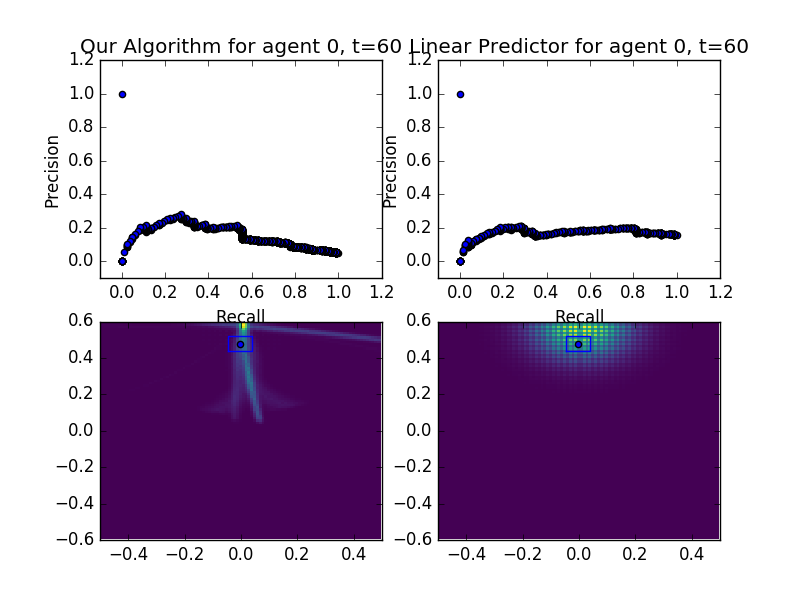 Our Algorithm for agent 0, t=60 Linear Predictor for agent 0, t=60
1.2 1.2
1.0 1.0
0.8 0.8
Precision Precision
0.6 0.6
0.4 0.4
0.2 0.2
0.0 0.0
0.0 0.2 0.4 0.6 0.8 1.0 1.2 0.0 0.2 0.4 0.6 0.8 1.0 1.2
Recall Recall
0.6 0.6
0.4 0.4
0.2 0.2
0.0 0.0
−0.2 −0.2
−0.4 −0.4
−0.6 −0.6
−0.4 −0.2 0.0 0.2 0.4 −0.4 −0.2 0.0 0.2 0.4